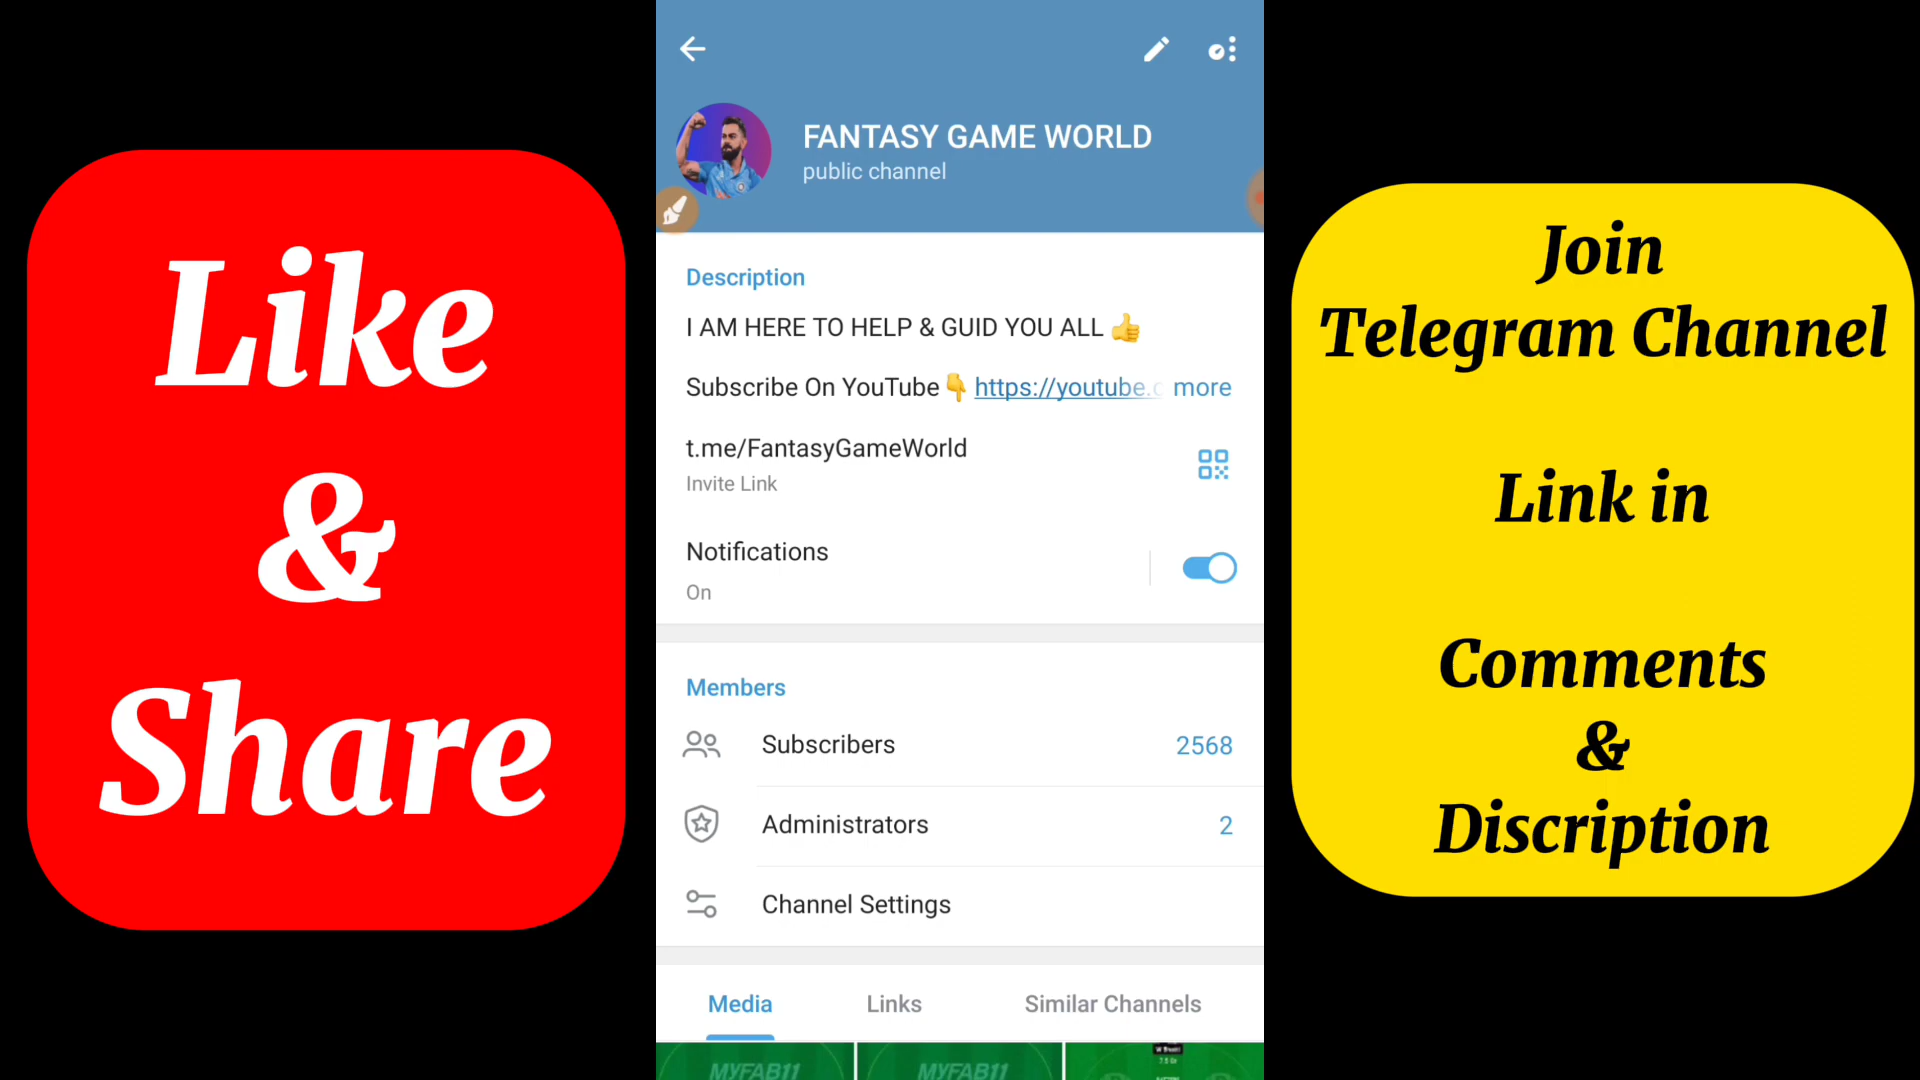 Like
&
Share
FANTASY GAME WORLD
public channel
Description
I AM HERE TO HELP & GUID YOU ALL 👍
Subscribe On YouTube👇 https://youtube.c more
t.me/FantasyGameWorld
Invite Link
Notifications
On
Members
Subscribers 2568
Administrators 2
Channel Settings
Media Links Similar Channels
MYFAB11 MYFAB11
Join
Telegram Channel
Link in
Comments
&
Discription